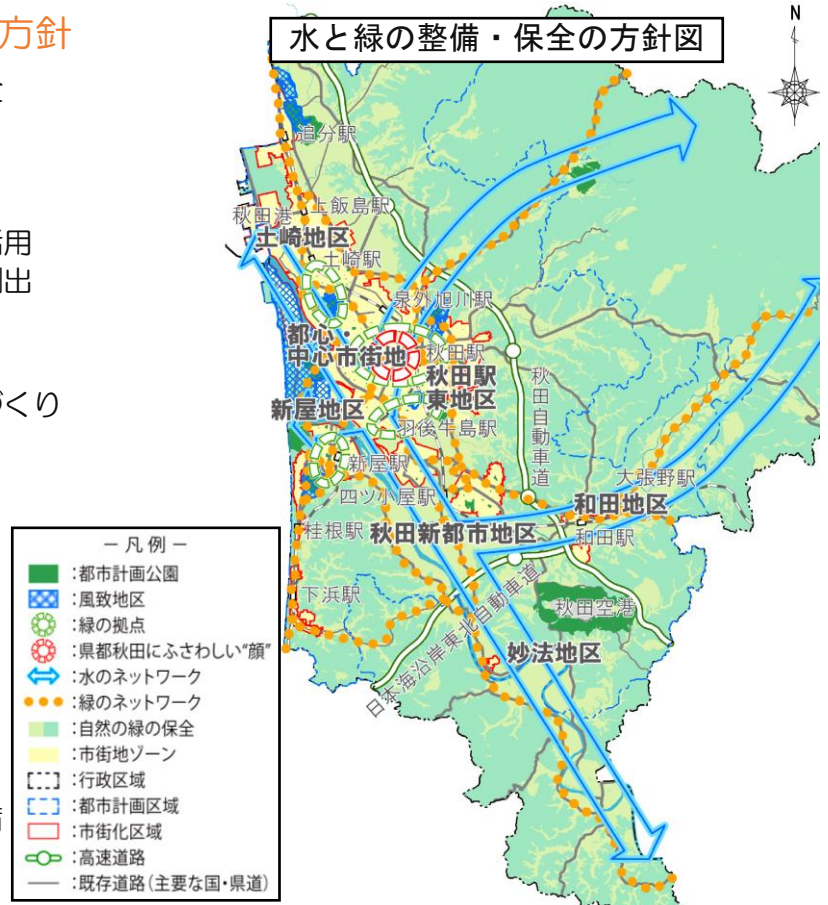 方針
水と緑の整備・保全の方針図
N
活用
創出
づくり
追分駅
上飯島駅
秋田港
土崎地区
土崎駅
泉外旭川駅
都心・
中心市街地
秋田駅
秋田駅
東地区
新屋地区
羽後牛島駅
秋田自動車道
新屋駅
大張野駅
四ツ小屋駅
和田地区
桂根駅
秋田新都市地区
和田駅
下浜駅
秋田空港
日本海沿岸東北自動車道
妙法地区
－凡例－
：都市計画公園
：風致地区
：緑の拠点
：県都秋田にふさわしい“顔”
：水のネットワーク
：緑のネットワーク
：自然の緑の保全
：市街地ゾーン
：行政区域
：都市計画区域
：市街化区域
：高速道路
：既存道路（主要な国・県道）